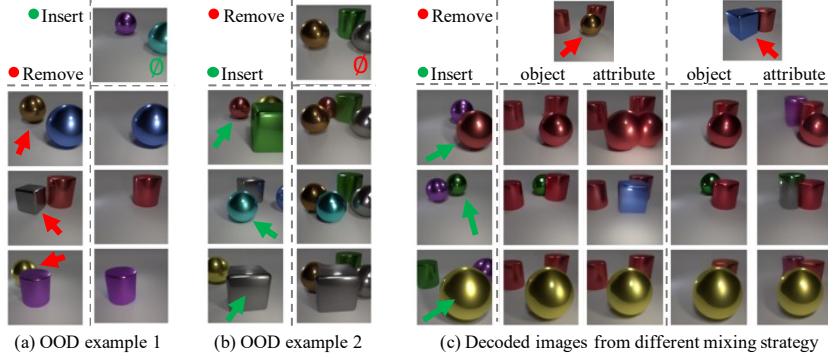 Insert
Remove
∅
Remove
Insert
∅
Remove
Insert
object
attribute
object
attribute
(a) OOD example 1
(b) OOD example 2
(c) Decoded images from different mixing strategy